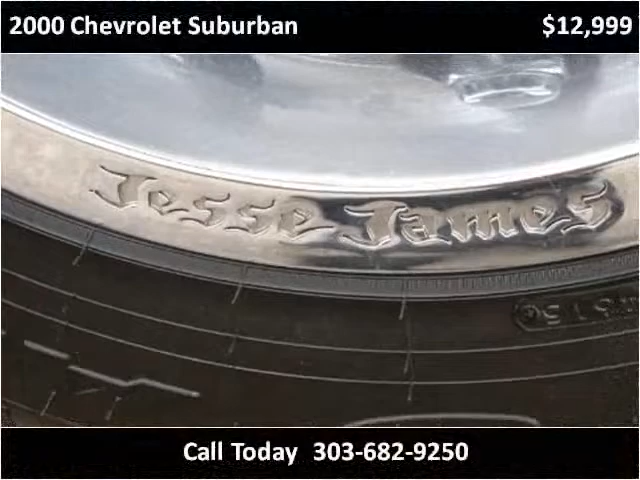 2000 Chevrolet Suburban $12,999
Jesse James
Call Today 303-682-9250